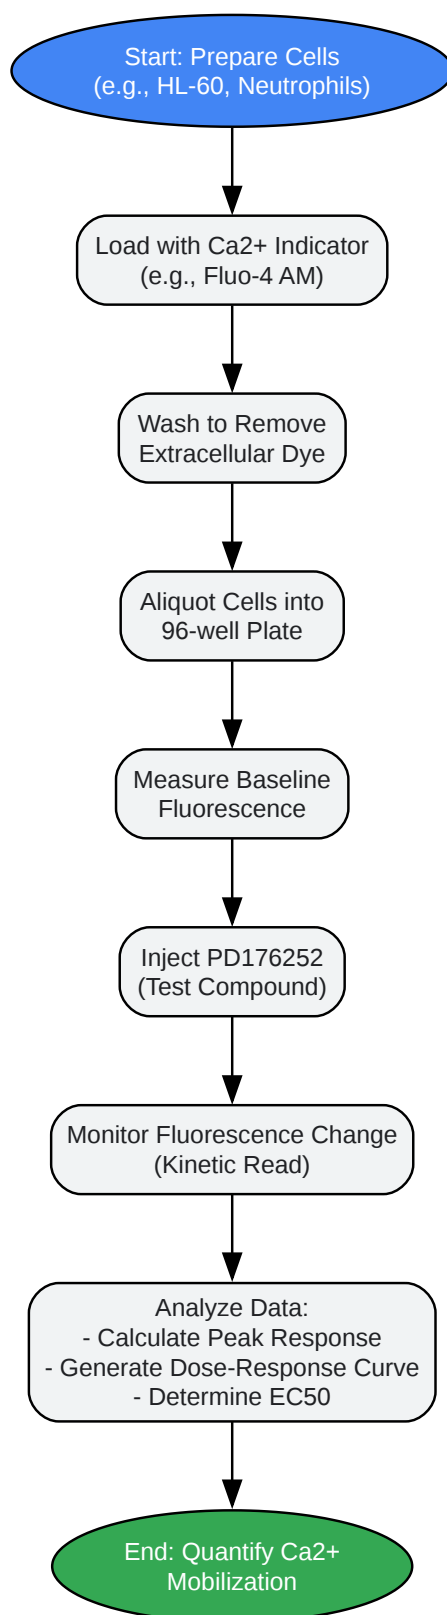 Start: Prepare Cells
(e.g., HL-60, Neutrophils)
Load with Ca2+ Indicator
(e.g., Fluo-4 AM)
Wash to Remove
Extracellular Dye
Aliquot Cells into
96-well Plate
Measure Baseline
Fluorescence
Inject PD176252
(Test Compound)
Monitor Fluorescence Change
(Kinetic Read)
Analyze Data:
- Calculate Peak Response
- Generate Dose-Response Curve
- Determine EC50
End: Quantify Ca2+
Mobilization